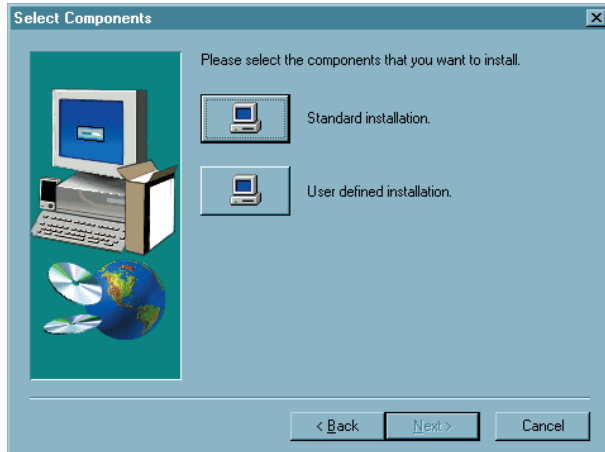 Select Components
Please select the components that you want to install.
Standard installation.
User defined installation.
< Back
Next >
Cancel